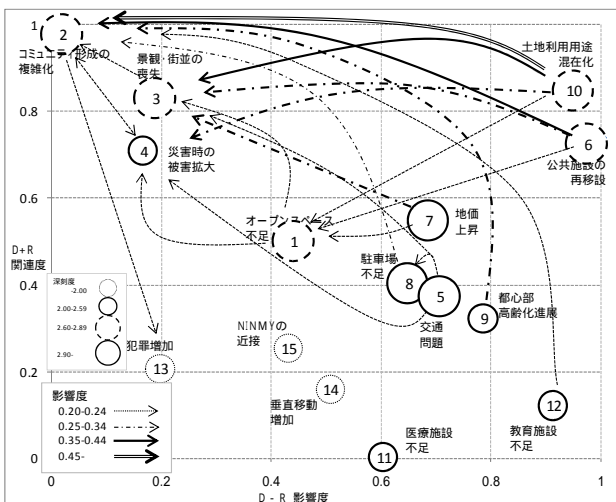 1
2
コミュニティ形成の
複雑化
景観・街並の
喪失
3
土地利用用途
混在化
10
0.8
4
災害時の
被害拡大
6
公共施設の
再移設
0.6
オープンスペース
不足
1
7
地価
上昇
D+R
関連度
駐車場
不足
8
5
交通
問題
9
都心部
高齢化進展
0.4
深刻度
-2.00
2.00-2.59
2.60-2.89
2.90-
犯罪増加
13
NINMYの
近接
15
0.2
垂直移動
増加
14
12
教育施設
不足
影響度
0.20-0.24
0.25-0.34
0.35-0.44
0.45-
医療施設
不足
11
0
0 0.2 0.4 0.6 0.8 1
D-R 影響度